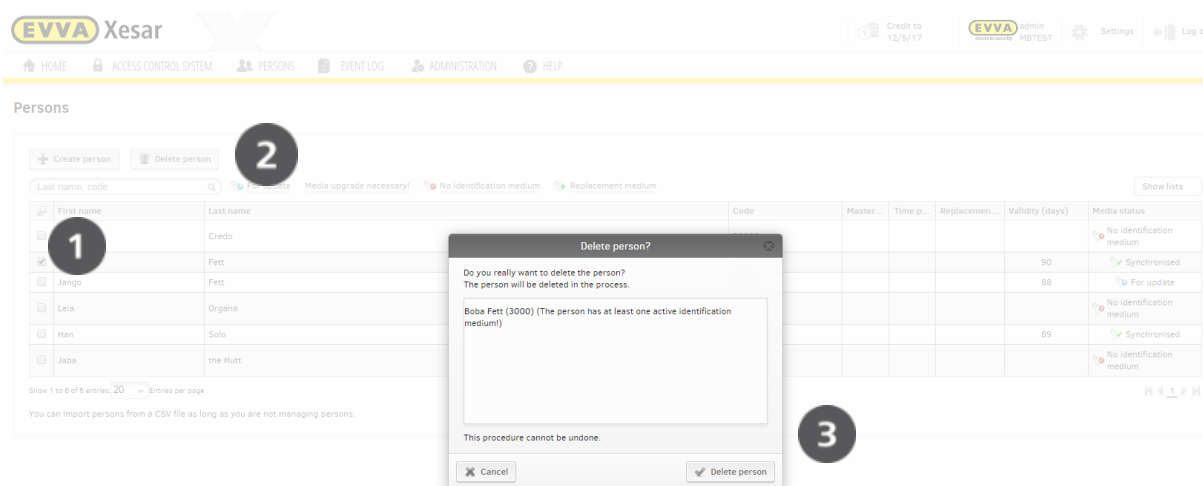 EVVA Xesar
Credit to
12/5/17
EVVA admin
MBTEST
Settings
Log o
HOME ACCESS CONTROL SYSTEM PERSONS EVENT LOG ADMINISTRATION HELP
Persons
Create person Delete person
2
Last name, code For update Media upgrade necessary! No identification medium Replacement medium Show lists
First name Last name Code Master... Time p... Replacemen... Validity (days) Media status
1
Credo No identification medium
Fett 90 Synchronised
Jango Fett 88 For update
Leia Organa No identification medium
Han Solo 89 Synchronised
Jaba the Hutt No identification medium
Show 1 to 6 of 6 entries, 20 Entries per page
1
You can import persons from a CSV file as long as you are not managing persons.
Delete person?
Do you really want to delete the person?
The person will be deleted in the process.
Boba Fett (3000) (The person has at least one active identification
medium!)
This procedure cannot be undone.
3
Cancel Delete person